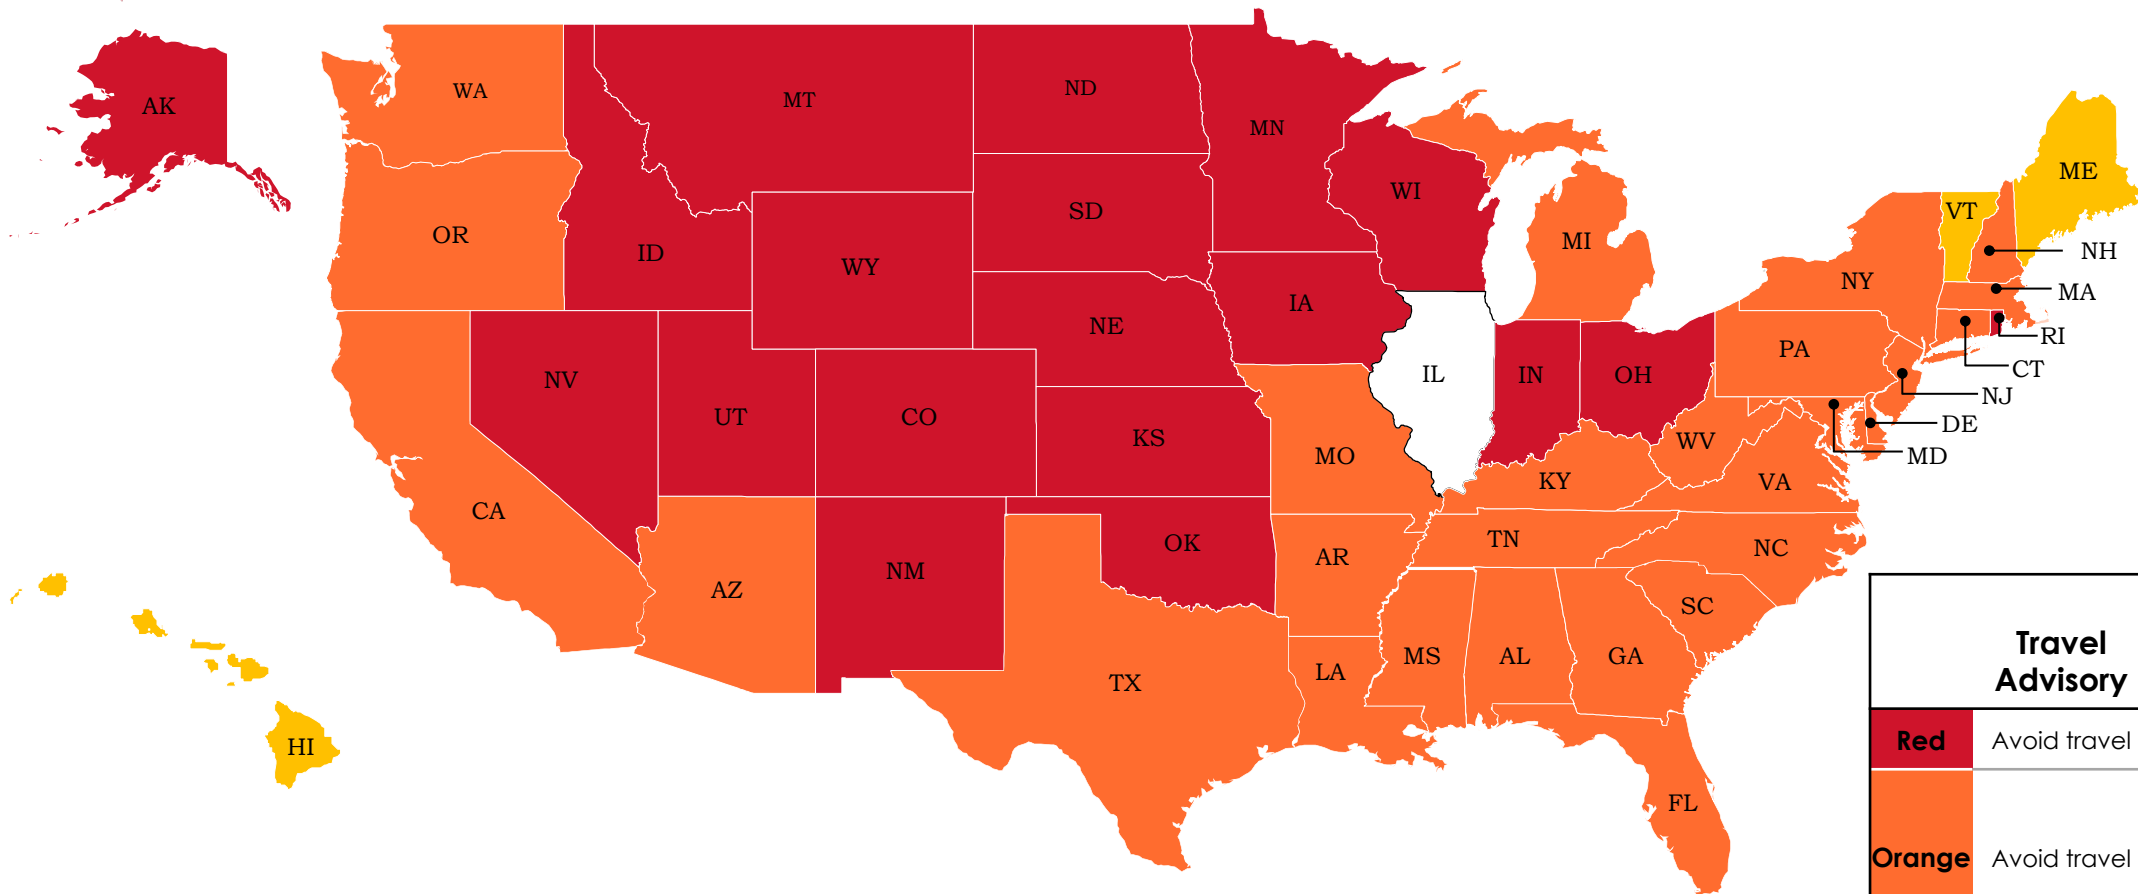 AK
WA
MT
ND
MN
WI
MI
ME
VT
NH
OR
ID
WY
SD
IA
NE
NY
MA
RI
CT
NJ
DE
MD
PA
NV
UT
CO
KS
MO
IL
IN
OH
WV
KY
VA
CA
AZ
NM
OK
AR
TN
NC
SC
TX
LA
MS
AL
GA
FL
HI
Travel
Advisory
Red Avoid travel
Orange Avoid travel